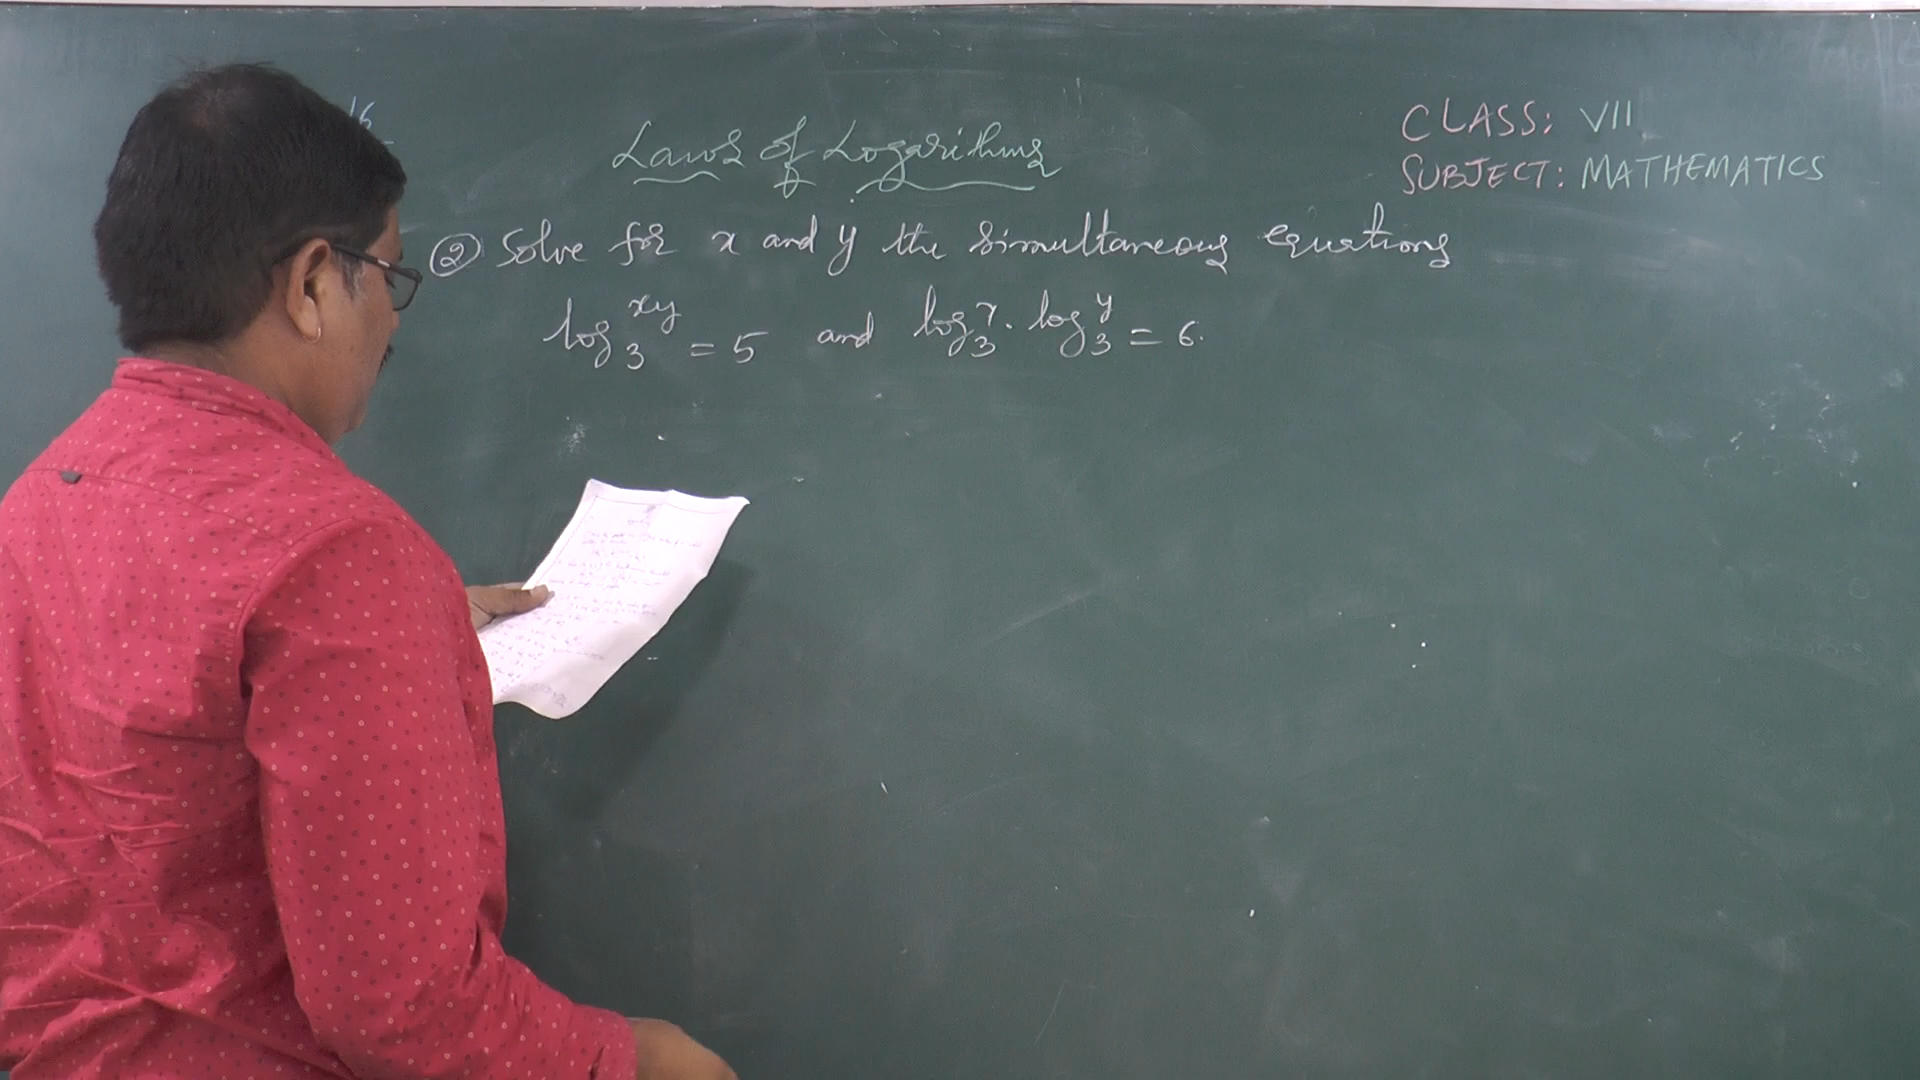 16
Laws of Logarithms
CLASS: VII
SUBJECT: MATHEMATICS
② Solve for x and y the simultaneous equations
log₃ xy = 5 and log₃ x . log₃ y = 6.